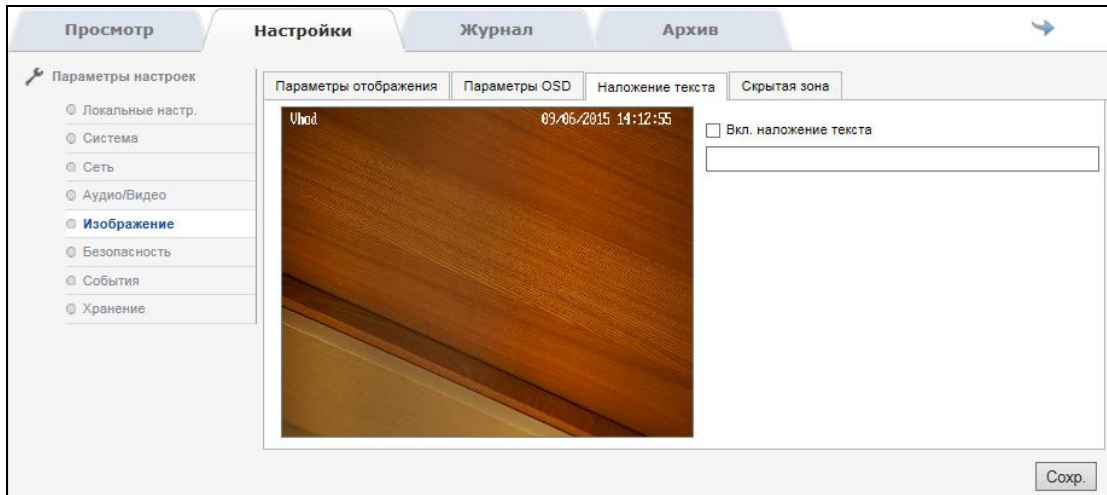 Просмотр Настройки Журнал Архив
Параметры настроек
Локальные настр.
Система
Сеть
Аудио/Видео
Изображение
Безопасность
События
Хранение
Параметры отображения Параметры OSD Наложение текста Скрытая зона
Vhod 09/06/2015 14:12:55
Вкл. наложение текста
Сохр.